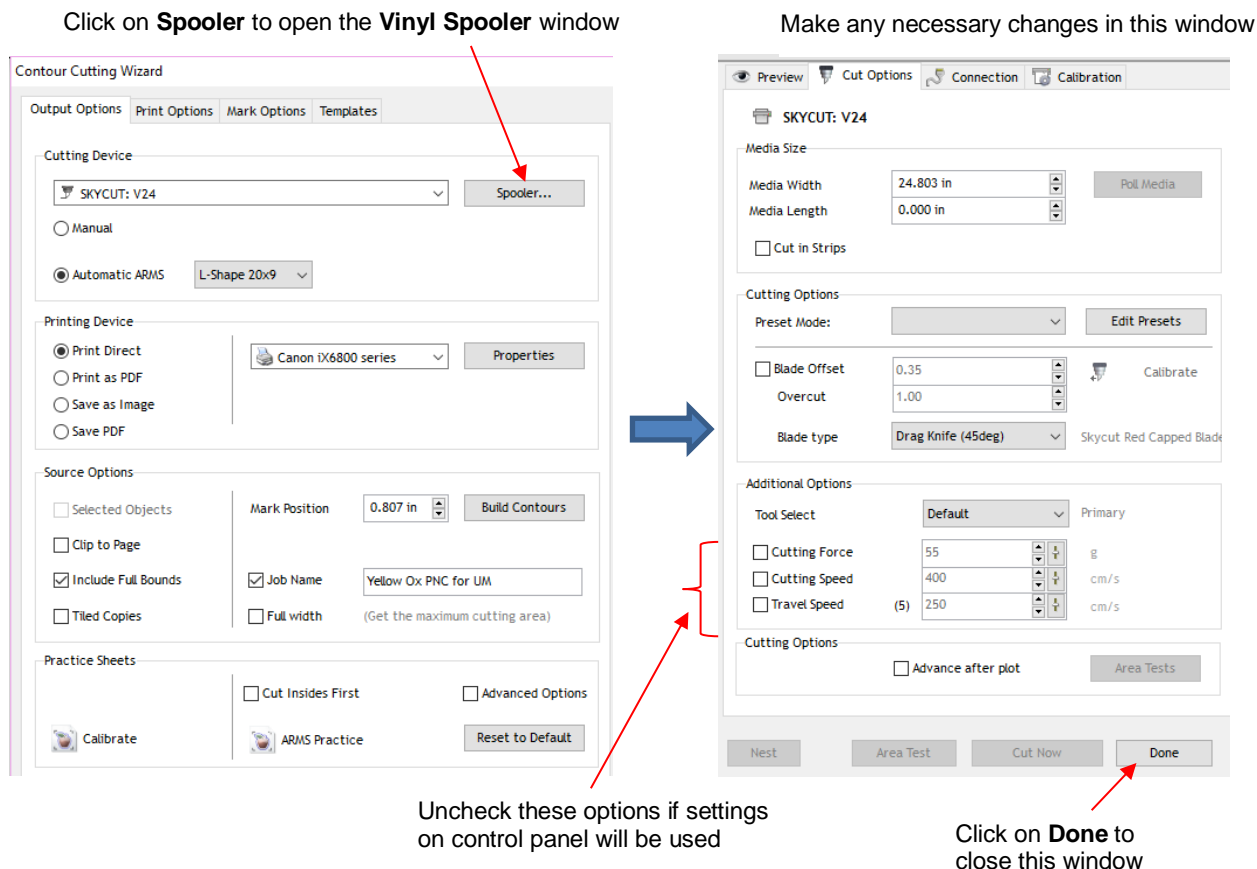 Click on Spooler to open the Vinyl Spooler window
Contour Cutting Wizard
Output Options Print Options Mark Options Templates
Cutting Device
SKYCUT: V24 Spooler...
Manual
Automatic ARMS L-Shape 20x9
Printing Device
Print Direct Canon iX6800 series Properties
Print as PDF
Save as Image
Save PDF
Source Options
Selected Objects Mark Position 0.807 in Build Contours
Clip to Page
Include Full Bounds Job Name Yellow Ox PNC for UM
Tiled Copies Full width (Get the maximum cutting area)
Practice Sheets
Cut Insides First Advanced Options
Calibrate ARMS Practice Reset to Default
Make any necessary changes in this window
Preview Cut Options Connection Calibration
SKYCUT: V24
Media Size
Media Width 24.803 in Poll Media
Media Length 0.000 in
Cut in Strips
Cutting Options
Preset Mode: Edit Presets
Blade Offset 0.35 Calibrate
Overcut 1.00
Blade type Drag Knife (45deg) Skycut Red Capped Blade
Additional Options
Tool Select Default Primary
Cutting Force 55 g
Cutting Speed 400 cm/s
Travel Speed (5) 250 cm/s
Cutting Options
Advance after plot Area Tests
Nest Area Test Cut Now Done
Uncheck these options if settings
on control panel will be used
Click on Done to
close this window